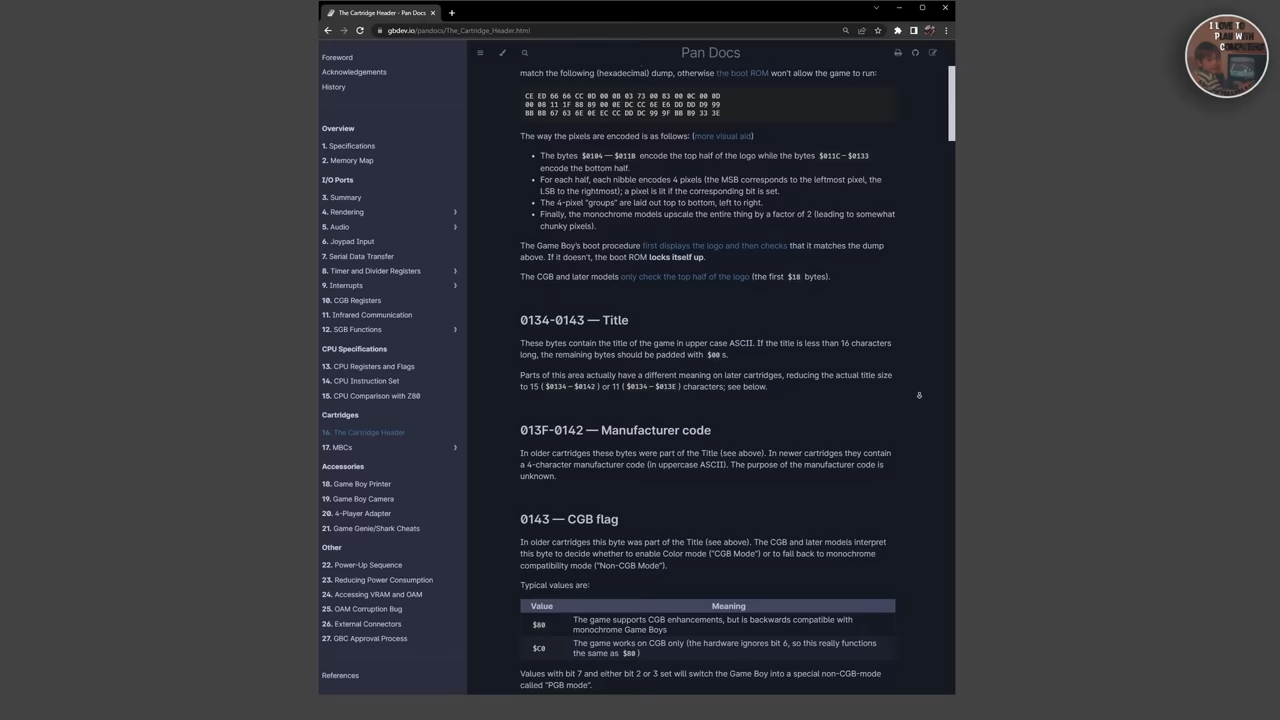 The Cartridge Header - Pan Docs
gbdev.io/pandocs/The_Cartridge_Header.html
I LOVE TO
PLAY WITH
COMPUTERS
Pan Docs
Foreword
Acknowledgements
History
Overview
1. Specifications
2. Memory Map
I/O Ports
3. Summary
4. Rendering
5. Audio
6. Joypad Input
7. Serial Data Transfer
8. Timer and Divider Registers
9. Interrupts
10. CGB Registers
11. Infrared Communication
12. SGB Functions
CPU Specifications
13. CPU Registers and Flags
14. CPU Instruction Set
15. CPU Comparison with Z80
Cartridges
16. The Cartridge Header
17. MBCs
Accessories
18. Game Boy Printer
19. Game Boy Camera
20. 4-Player Adapter
21. Game Genie/Shark Cheats
Other
22. Power-Up Sequence
23. Reducing Power Consumption
24. Accessing VRAM and OAM
25. OAM Corruption Bug
26. External Connectors
27. GBC Approval Process
References
match the following (hexadecimal) dump, otherwise the boot ROM won't allow the game to run:
CE ED 66 66 CC 0D 00 0B 03 73 00 83 00 0C 00 0D
00 08 11 1F 88 89 00 0E DC CC 6E E6 DD DD D9 99
BB BB 67 63 6E 0E EC CC DD DC 99 9F BB B9 33 3E
The way the pixels are encoded is as follows: (more visual aid)
• The bytes $0104—$011B encode the top half of the logo while the bytes $011C–$0133
encode the bottom half.
• For each half, each nibble encodes 4 pixels (the MSB corresponds to the leftmost pixel, the
LSB to the rightmost); a pixel is lit if the corresponding bit is set.
• The 4-pixel "groups" are laid out top to bottom, left to right.
• Finally, the monochrome models upscale the entire thing by a factor of 2 (leading to somewhat
chunky pixels).
The Game Boy's boot procedure first displays the logo and then checks that it matches the dump
above. If it doesn't, the boot ROM locks itself up.
The CGB and later models only check the top half of the logo (the first $18 bytes).
0134-0143 — Title
These bytes contain the title of the game in upper case ASCII. If the title is less than 16 characters
long, the remaining bytes should be padded with $00 s.
Parts of this area actually have a different meaning on later cartridges, reducing the actual title size
to 15 ($0134–$0142) or 11 ($0134–$013E) characters; see below.
013F-0142 — Manufacturer code
In older cartridges these bytes were part of the Title (see above). In newer cartridges they contain
a 4-character manufacturer code (in uppercase ASCII). The purpose of the manufacturer code is
unknown.
0143 — CGB flag
In older cartridges this byte was part of the Title (see above). The CGB and later models interpret
this byte to decide whether to enable Color mode ("CGB Mode") or to fall back to monochrome
compatibility mode ("Non-CGB Mode").
Typical values are:
Value Meaning
$80 The game supports CGB enhancements, but is backwards compatible with
monochrome Game Boys
$C0 The game works on CGB only (the hardware ignores bit 6, so this really functions
the same as $80)
Values with bit 7 and either bit 2 or 3 set will switch the Game Boy into a special non-CGB-mode
called "PGB mode".